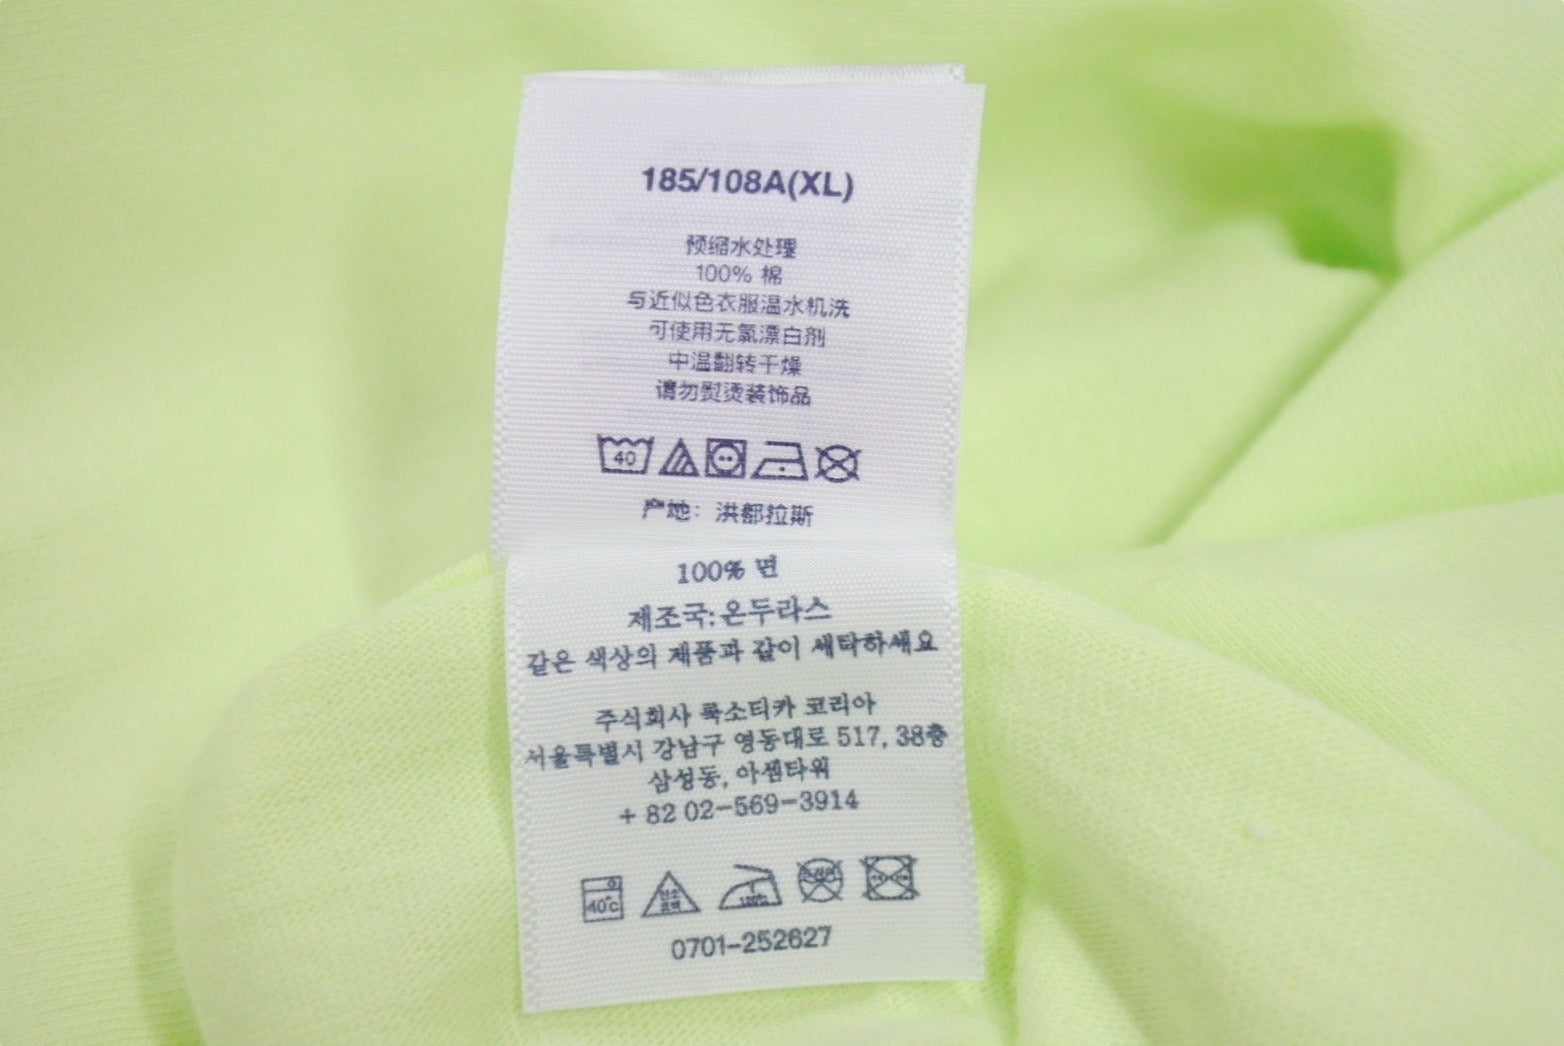 185/108A(XL)
预缩水处理
100% 棉
与近似色衣服温水机洗
可使用无氯漂白剂
中温翻转干燥
请勿熨烫装饰品
40
产地：洪都拉斯
100% 면
제조국:온두라스
같은 색상의 제품과 같이 세탁하세요
주식회사 룩소티카 코리아
서울특별시 강남구 영동대로 517, 38층
삼성동, 아셈타워
+ 82 02-569-3914
40℃
0701-252627